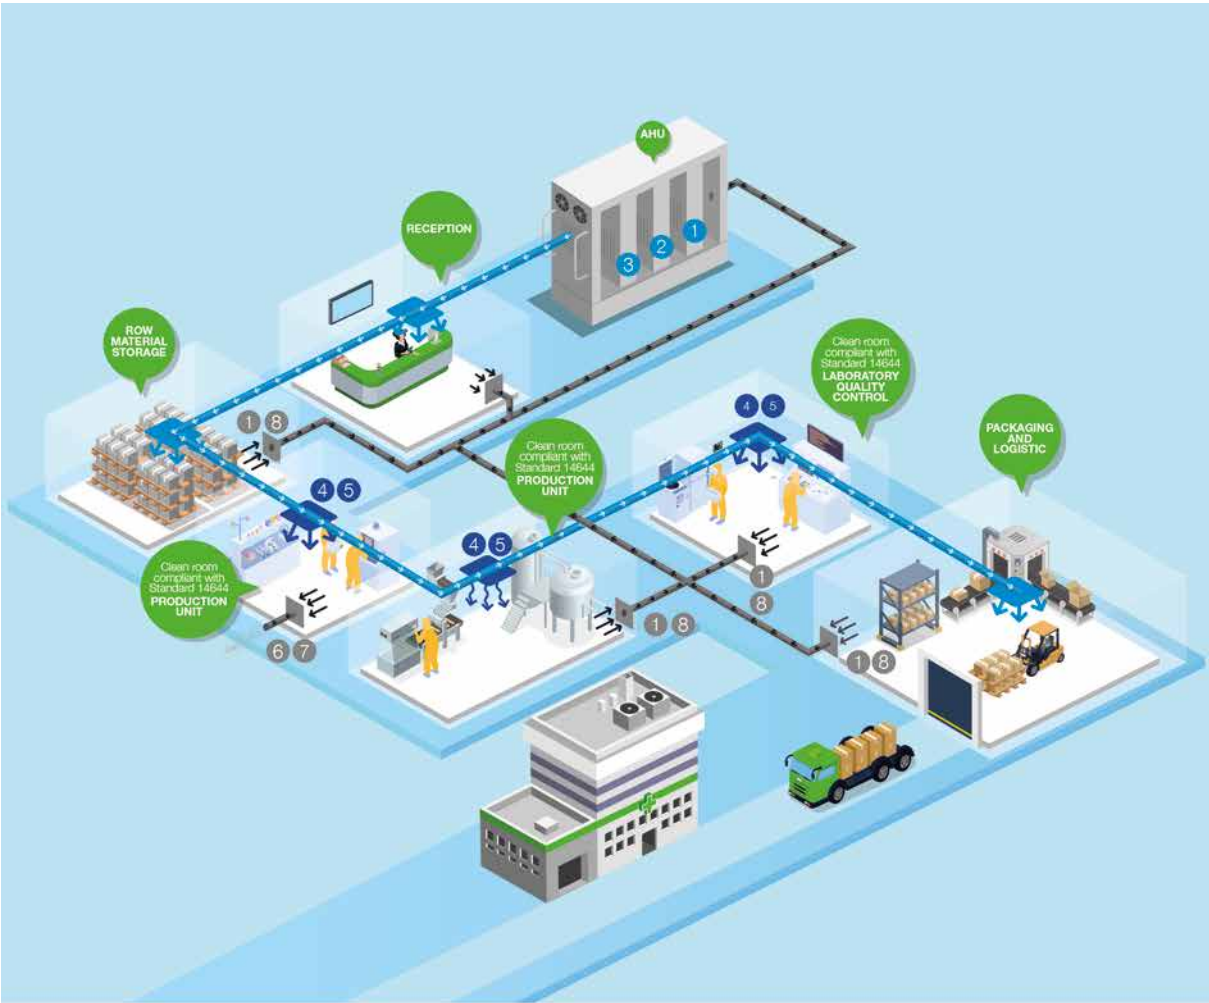 AHU
1
2
3
RECEPTION
ROW
MATERIAL
STORAGE
1 8
Clean room
compliant with
Standard 14644
LABORATORY
QUALITY
CONTROL
4 5
PACKAGING
AND
LOGISTIC
Clean room
compliant with
Standard 14644
PRODUCTION
UNIT
4 5
4 5
Clean room
compliant with
Standard 14644
PRODUCTION
UNIT
1
8
6 7
1 8
1 8